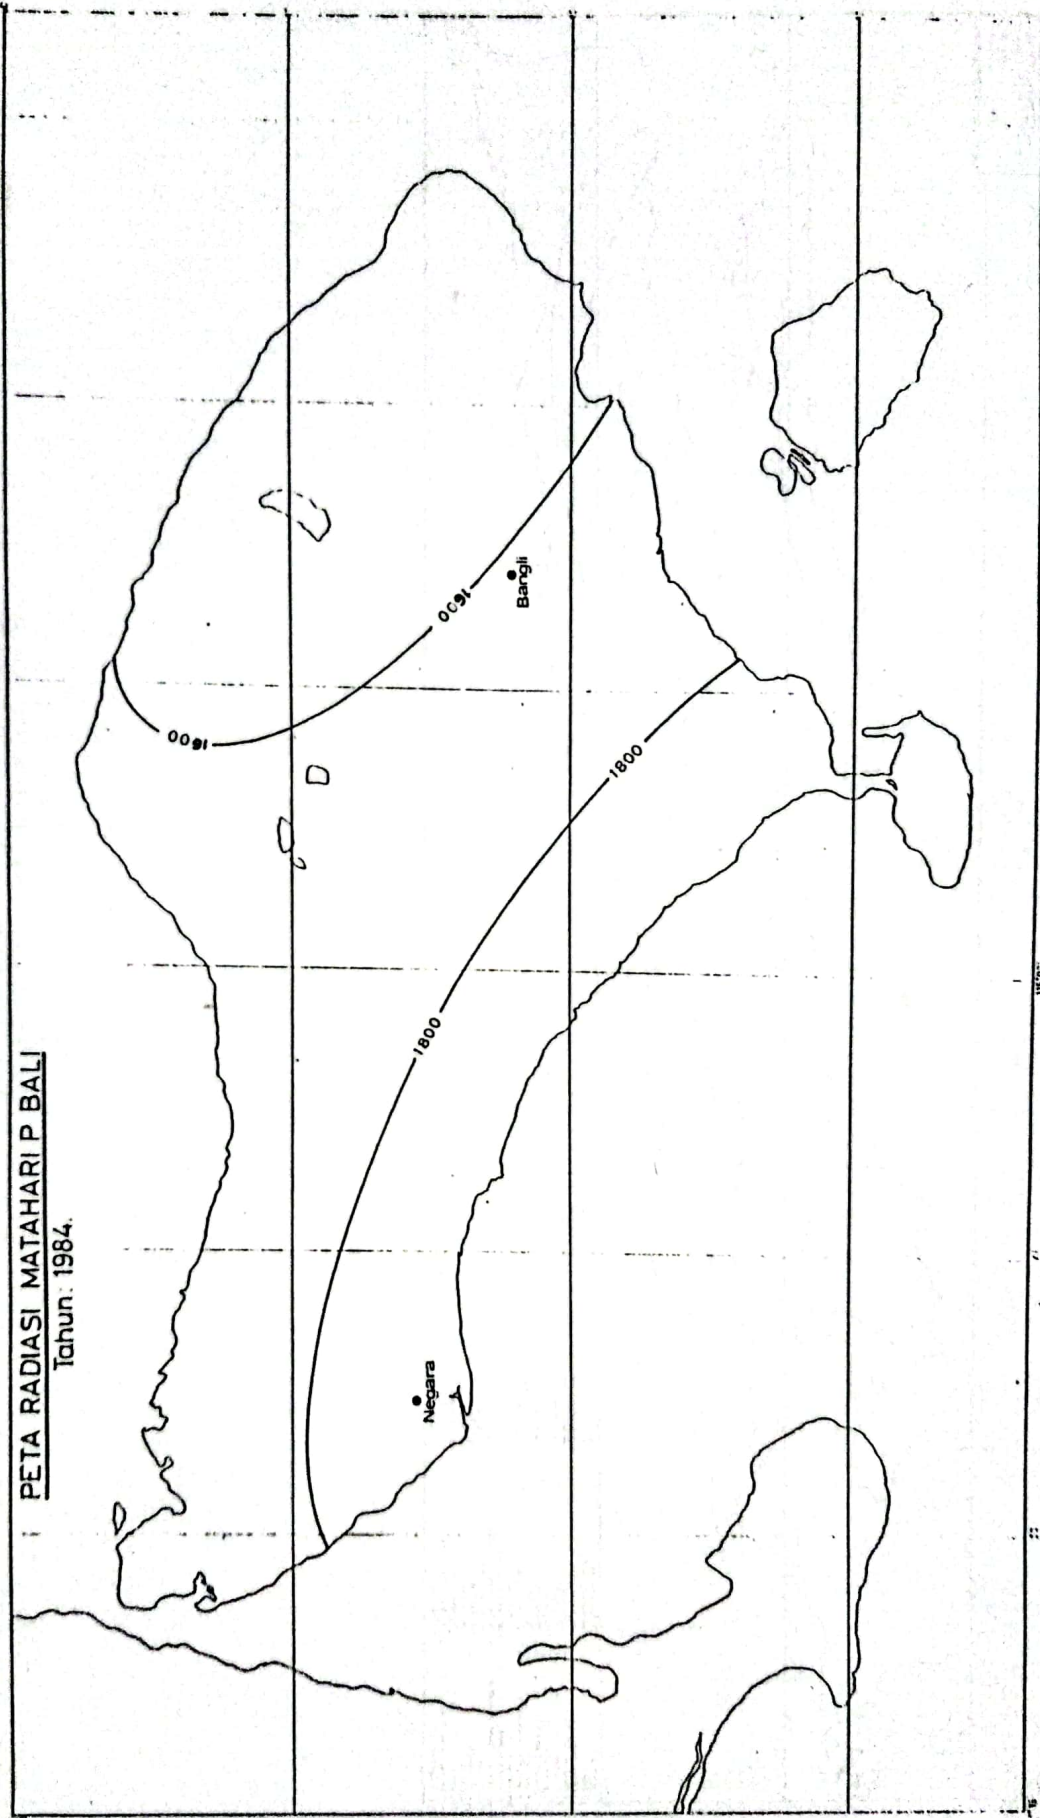 PETA RADIASI MATAHARI P BALI
Tahun: 1984.
1600
1600
Bangli
1800
1800
Negara